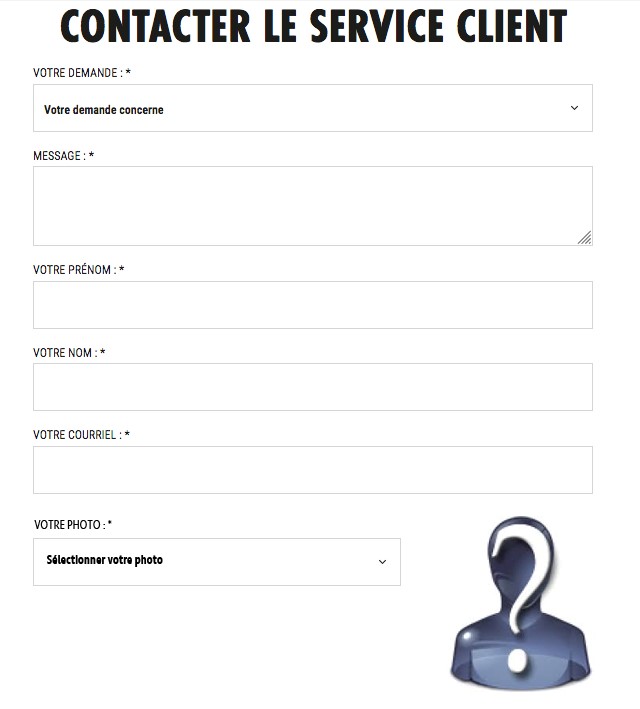 CONTACTER LE SERVICE CLIENT
VOTRE DEMANDE : *
Votre demande concerne
MESSAGE : *
VOTRE PRÉNOM : *
VOTRE NOM : *
VOTRE COURRIEL : *
VOTRE PHOTO : *
Sélectionner votre photo
?